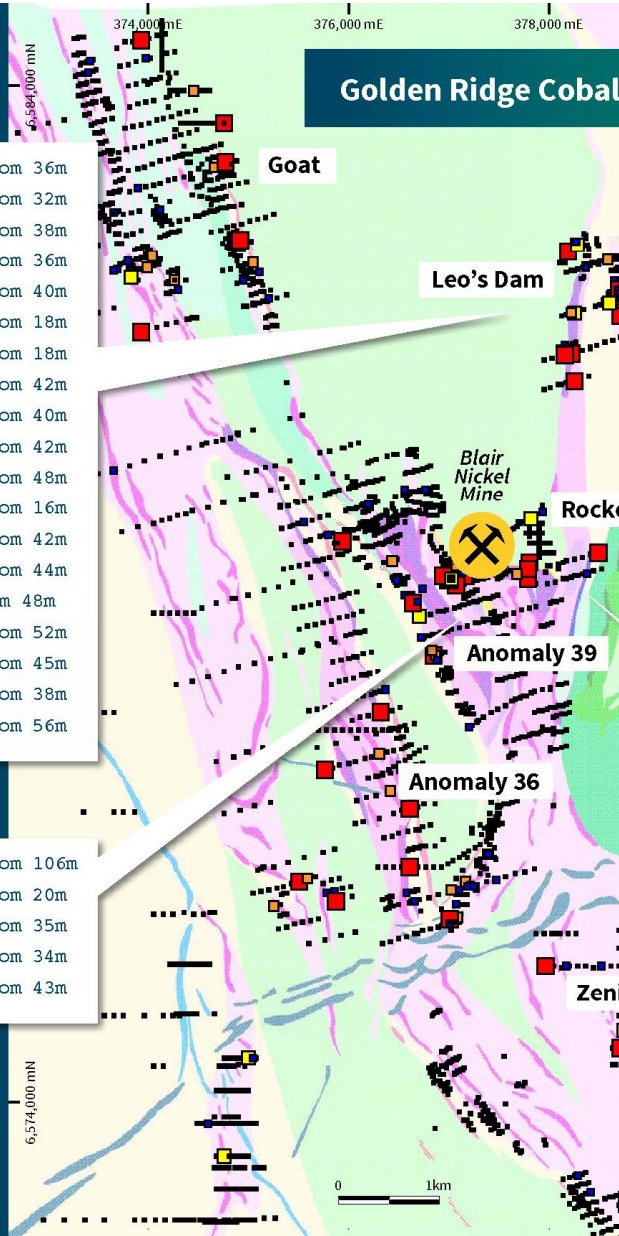 374,000 mE
376,000 mE
378,000 mE
6,584,000 mN
Golden Ridge Cobal
om 36m
om 32m
om 38m
om 36m
om 40m
om 18m
om 18m
om 42m
om 40m
om 42m
om 48m
om 16m
om 42m
om 44m
m 48m
om 52m
om 45m
om 38m
om 56m
Goat
Leo's Dam
Blair
Nickel
Mine
Rocke
Anomaly 39
Anomaly 36
om 106m
om 20m
om 35m
om 34m
om 43m
Zeni
6,574,000 mN
0 1km